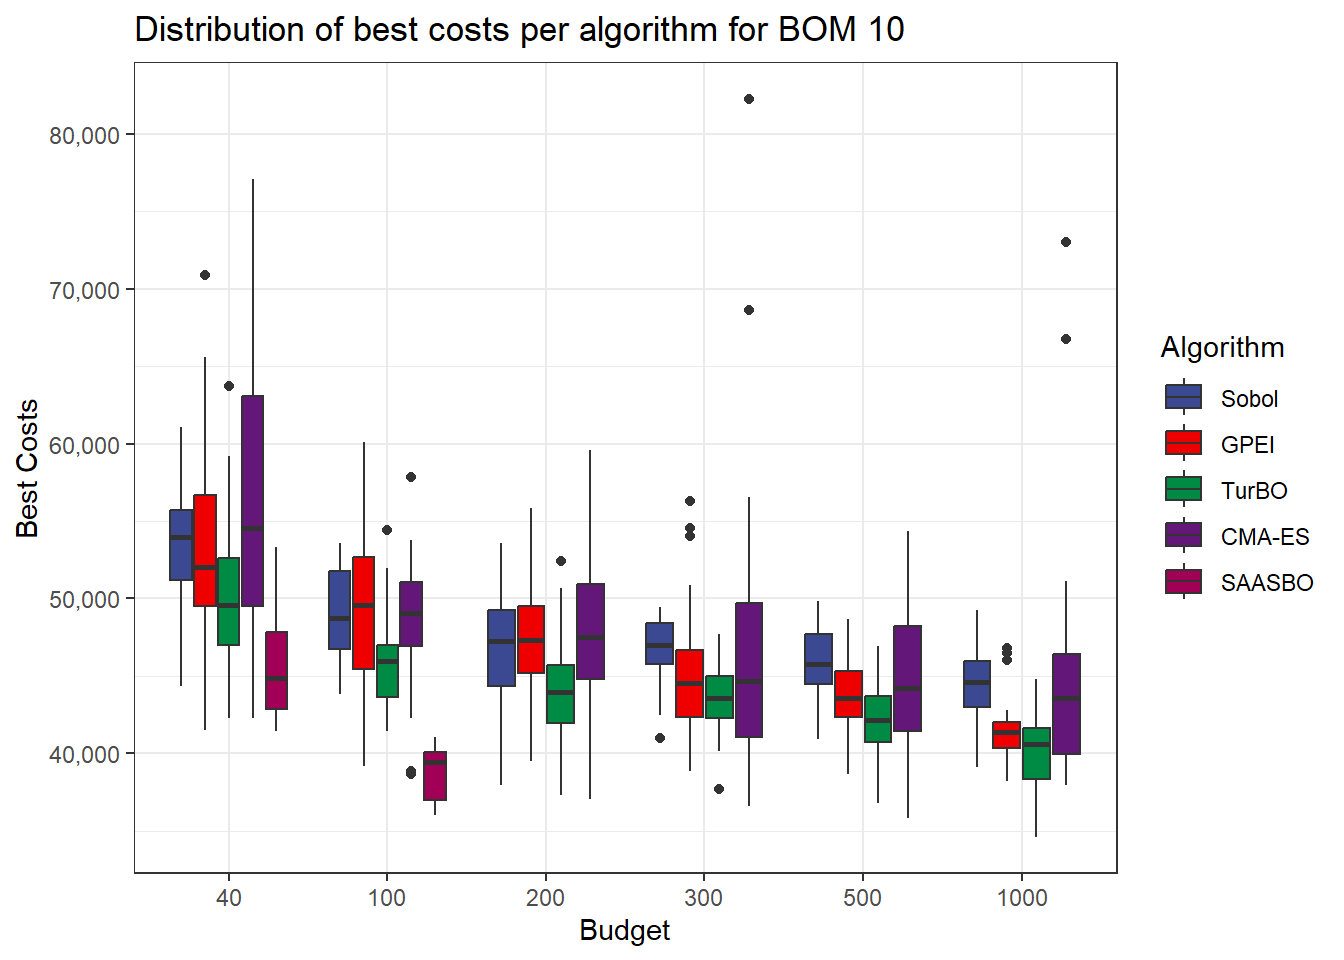 Distribution of best costs per algorithm for BOM 10
80,000
70,000
60,000
50,000
40,000
Best Costs
40 100 200 300 500 1000
Budget
Algorithm
Sobol
GPEI
TurBO
CMA-ES
SAASBO